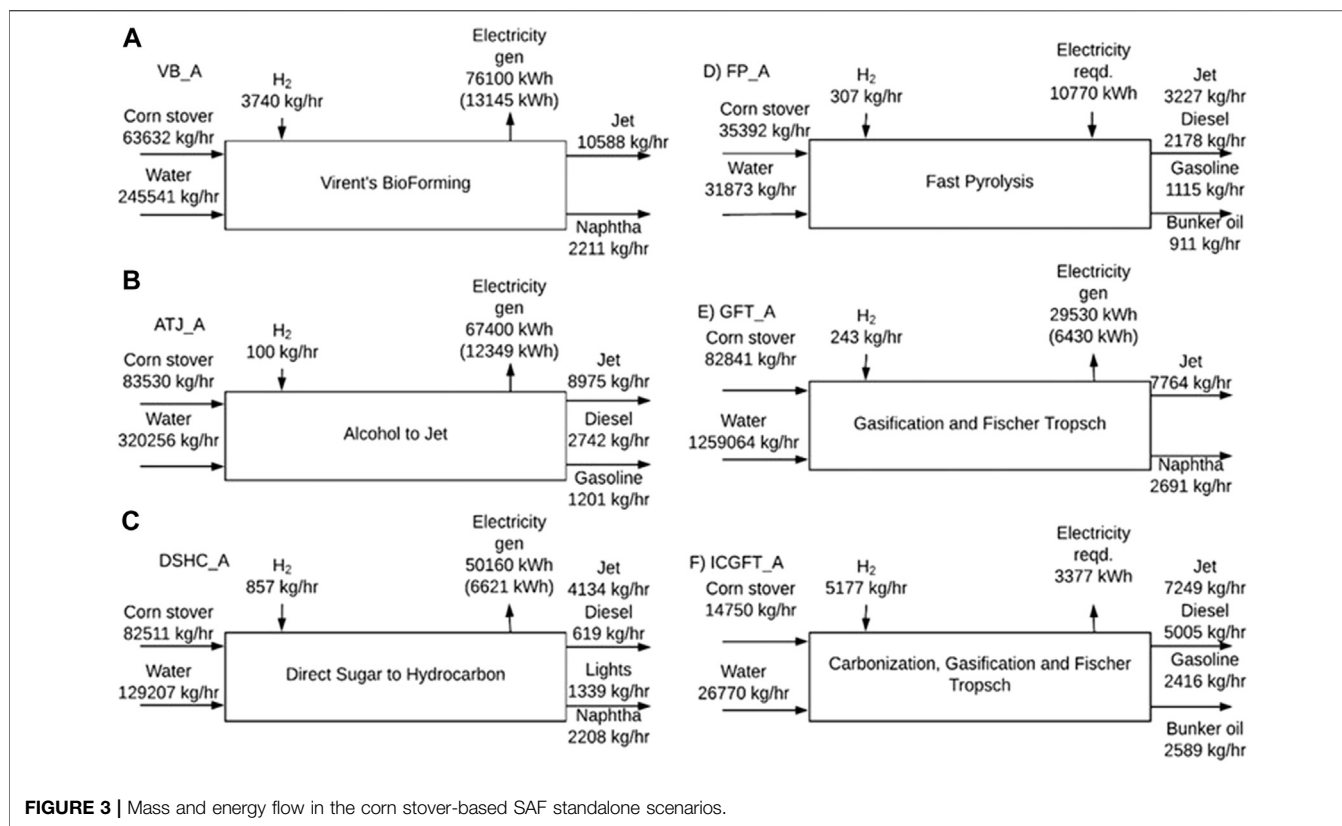 A
VB_A
H2
3740 kg/hr
Electricity
gen
76100 kWh
(13145 kWh)
Corn stover
63632 kg/hr
Water
245541 kg/hr
Virent's BioForming
Jet
10588 kg/hr
Naphtha
2211 kg/hr
D) FP_A
H2
307 kg/hr
Electricity
reqd.
10770 kWh
Corn stover
35392 kg/hr
Water
31873 kg/hr
Fast Pyrolysis
Jet
3227 kg/hr
Diesel
2178 kg/hr
Gasoline
1115 kg/hr
Bunker oil
911 kg/hr
B
ATJ_A
H2
100 kg/hr
Electricity
gen
67400 kWh
(12349 kWh)
Corn stover
83530 kg/hr
Water
320256 kg/hr
Alcohol to Jet
Jet
8975 kg/hr
Diesel
2742 kg/hr
Gasoline
1201 kg/hr
E) GFT_A
H2
243 kg/hr
Electricity
gen
29530 kWh
(6430 kWh)
Corn stover
82841 kg/hr
Water
1259064 kg/hr
Gasification and Fischer Tropsch
Jet
7764 kg/hr
Naphtha
2691 kg/hr
C
DSHC_A
H2
857 kg/hr
Electricity
gen
50160 kWh
(6621 kWh)
Corn stover
82511 kg/hr
Water
129207 kg/hr
Direct Sugar to Hydrocarbon
Jet
4134 kg/hr
Diesel
619 kg/hr
Lights
1339 kg/hr
Naphtha
2208 kg/hr
F) ICGFT_A
H2
5177 kg/hr
Electricity
reqd.
3377 kWh
Corn stover
14750 kg/hr
Water
26770 kg/hr
Carbonization, Gasification and Fischer
Tropsch
Jet
7249 kg/hr
Diesel
5005 kg/hr
Gasoline
2416 kg/hr
Bunker oil
2589 kg/hr
FIGURE 3 | Mass and energy flow in the corn stover-based SAF standalone scenarios.